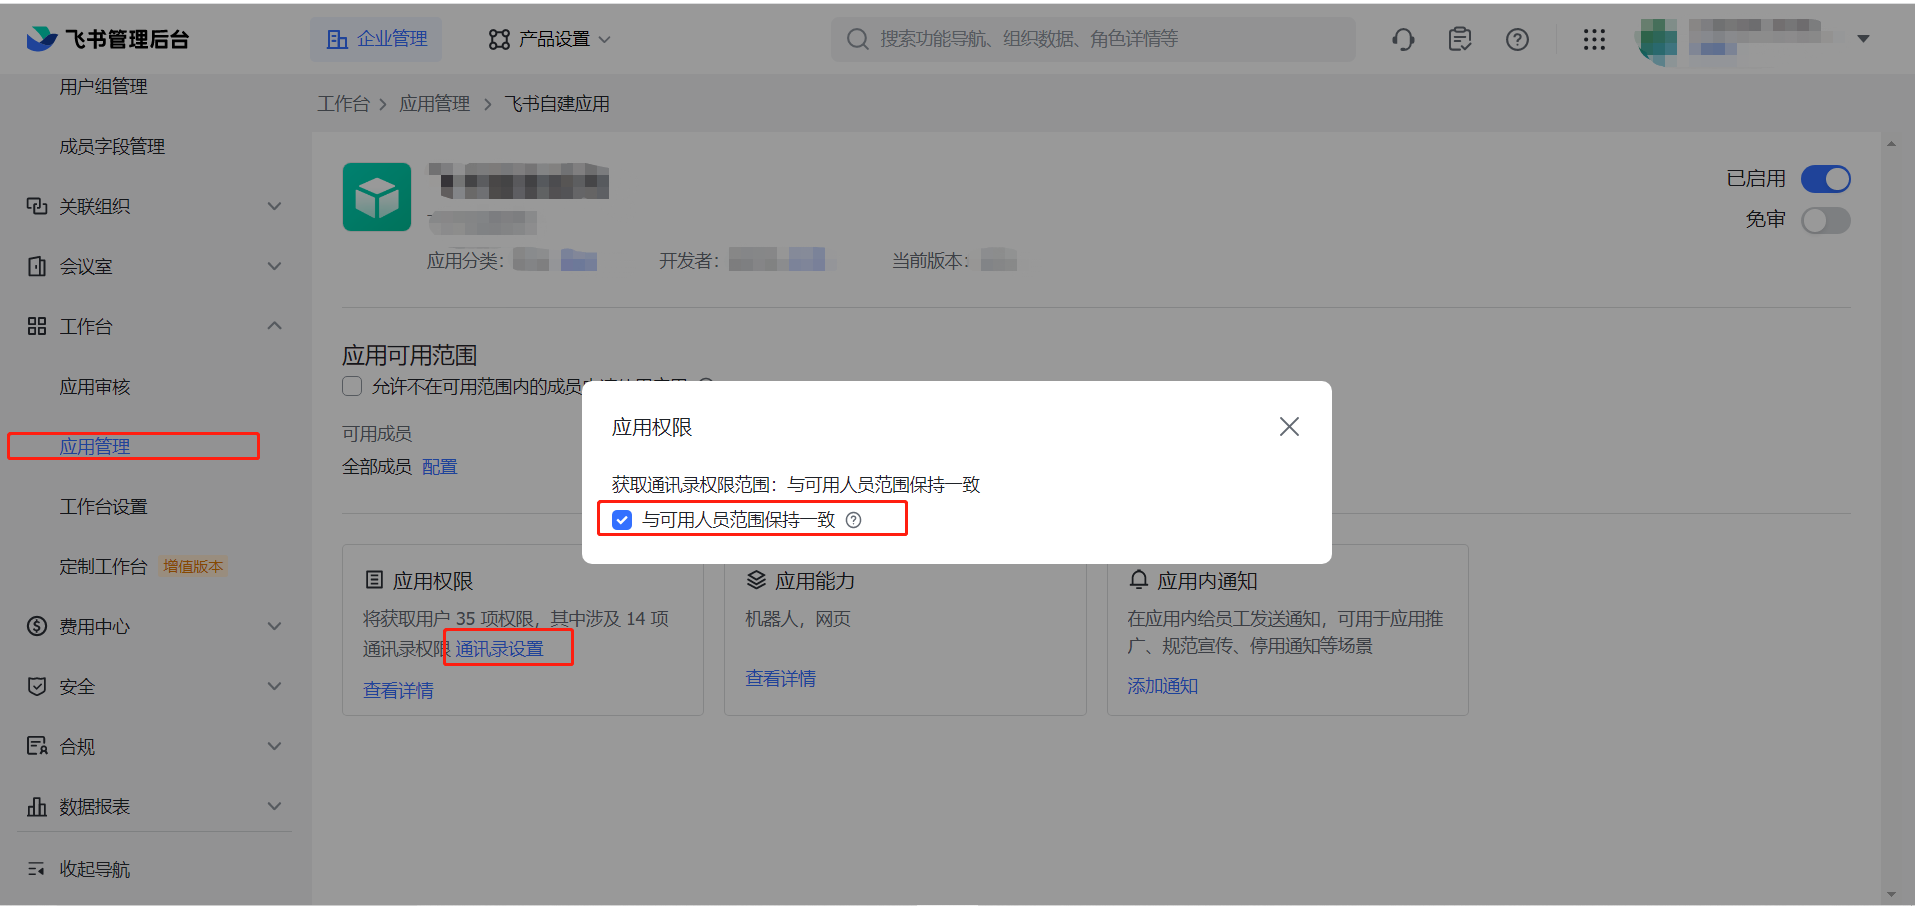 飞书管理后台
企业管理
产品设置
搜索功能导航、组织数据、角色详情等
用户组管理
成员字段管理
关联组织
会议室
工作台
应用审核
应用管理
工作台设置
定制工作台 增值版本
费用中心
安全
合规
数据报表
收起导航
工作台 > 应用管理 > 飞书自建应用
已启用
免审
应用分类：
开发者：
当前版本：
应用可用范围
允许不在可用范围内的成员
可用成员
全部成员 配置
应用权限
获取通讯录权限范围：与可用人员范围保持一致
与可用人员范围保持一致
应用权限
将获取用户 35 项权限，其中涉及 14 项
通讯录权限 通讯录设置
查看详情
应用能力
机器人，网页
查看详情
应用内通知
在应用内给员工发送通知，可用于应用推
广、规范宣传、停用通知等场景
添加通知